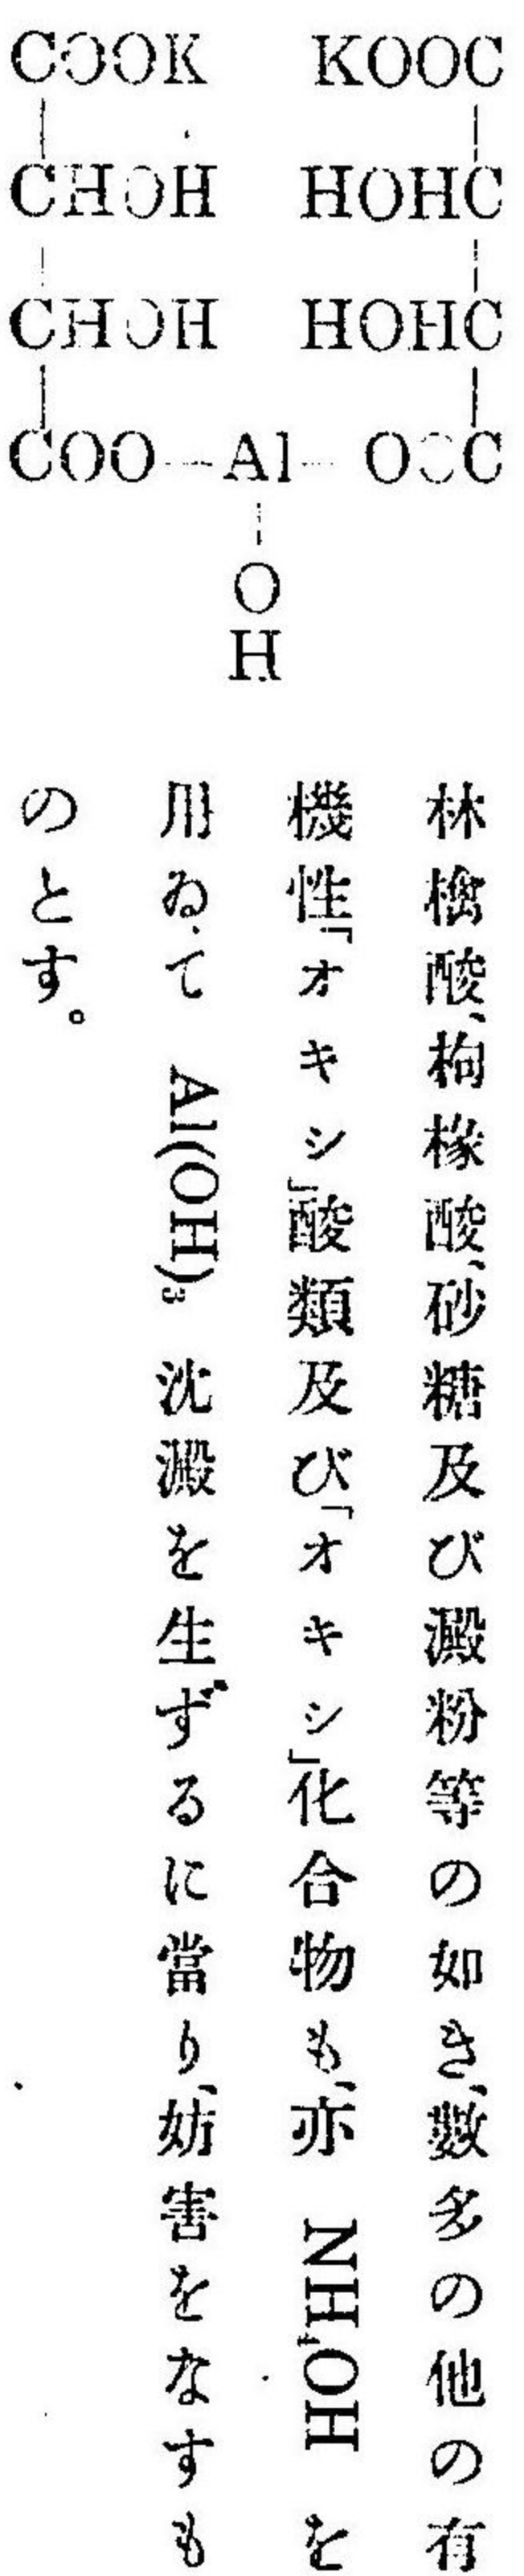 COOK KOOC
CHOH HOHC
CHOH HOHC
COO—Al—OOC
O
H
林檎酸、枸櫞酸、砂糖及び澱粉等の如き、數多の他の有
機性「オキシ」酸類及び「オキシ」化合物も、亦 NH₄OH を
用ゐて Al(OH)₃ 沈澱を生ずるに當り、妨害をなすも
のとす。